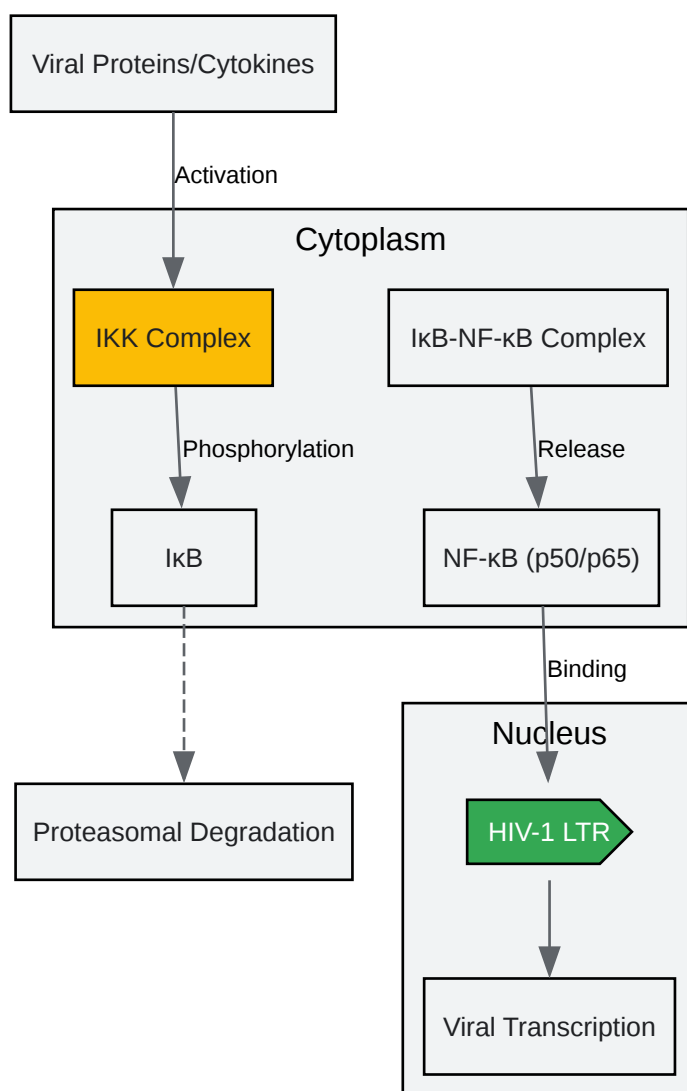 Viral Proteins/Cytokines
Activation
Cytoplasm
IKK Complex
IκB-NF-κB Complex
Phosphorylation
Release
IκB
NF-κB (p50/p65)
Binding
Nucleus
Proteasomal Degradation
HIV-1 LTR
Viral Transcription